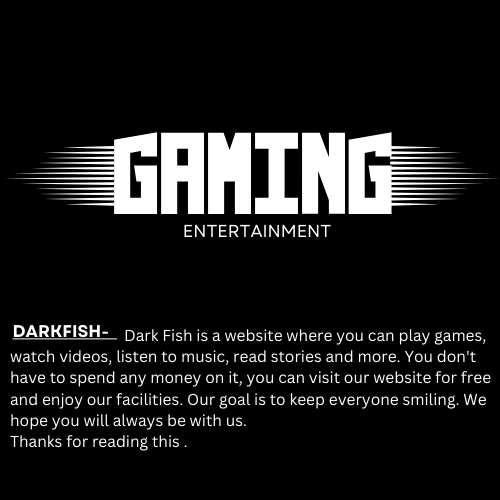 GAMING
ENTERTAINMENT
DARKFISH- Dark Fish is a website where you can play games,
watch videos, listen to music, read stories and more. You don't
have to spend any money on it, you can visit our website for free
and enjoy our facilities. Our goal is to keep everyone smiling. We
hope you will always be with us.
Thanks for reading this .